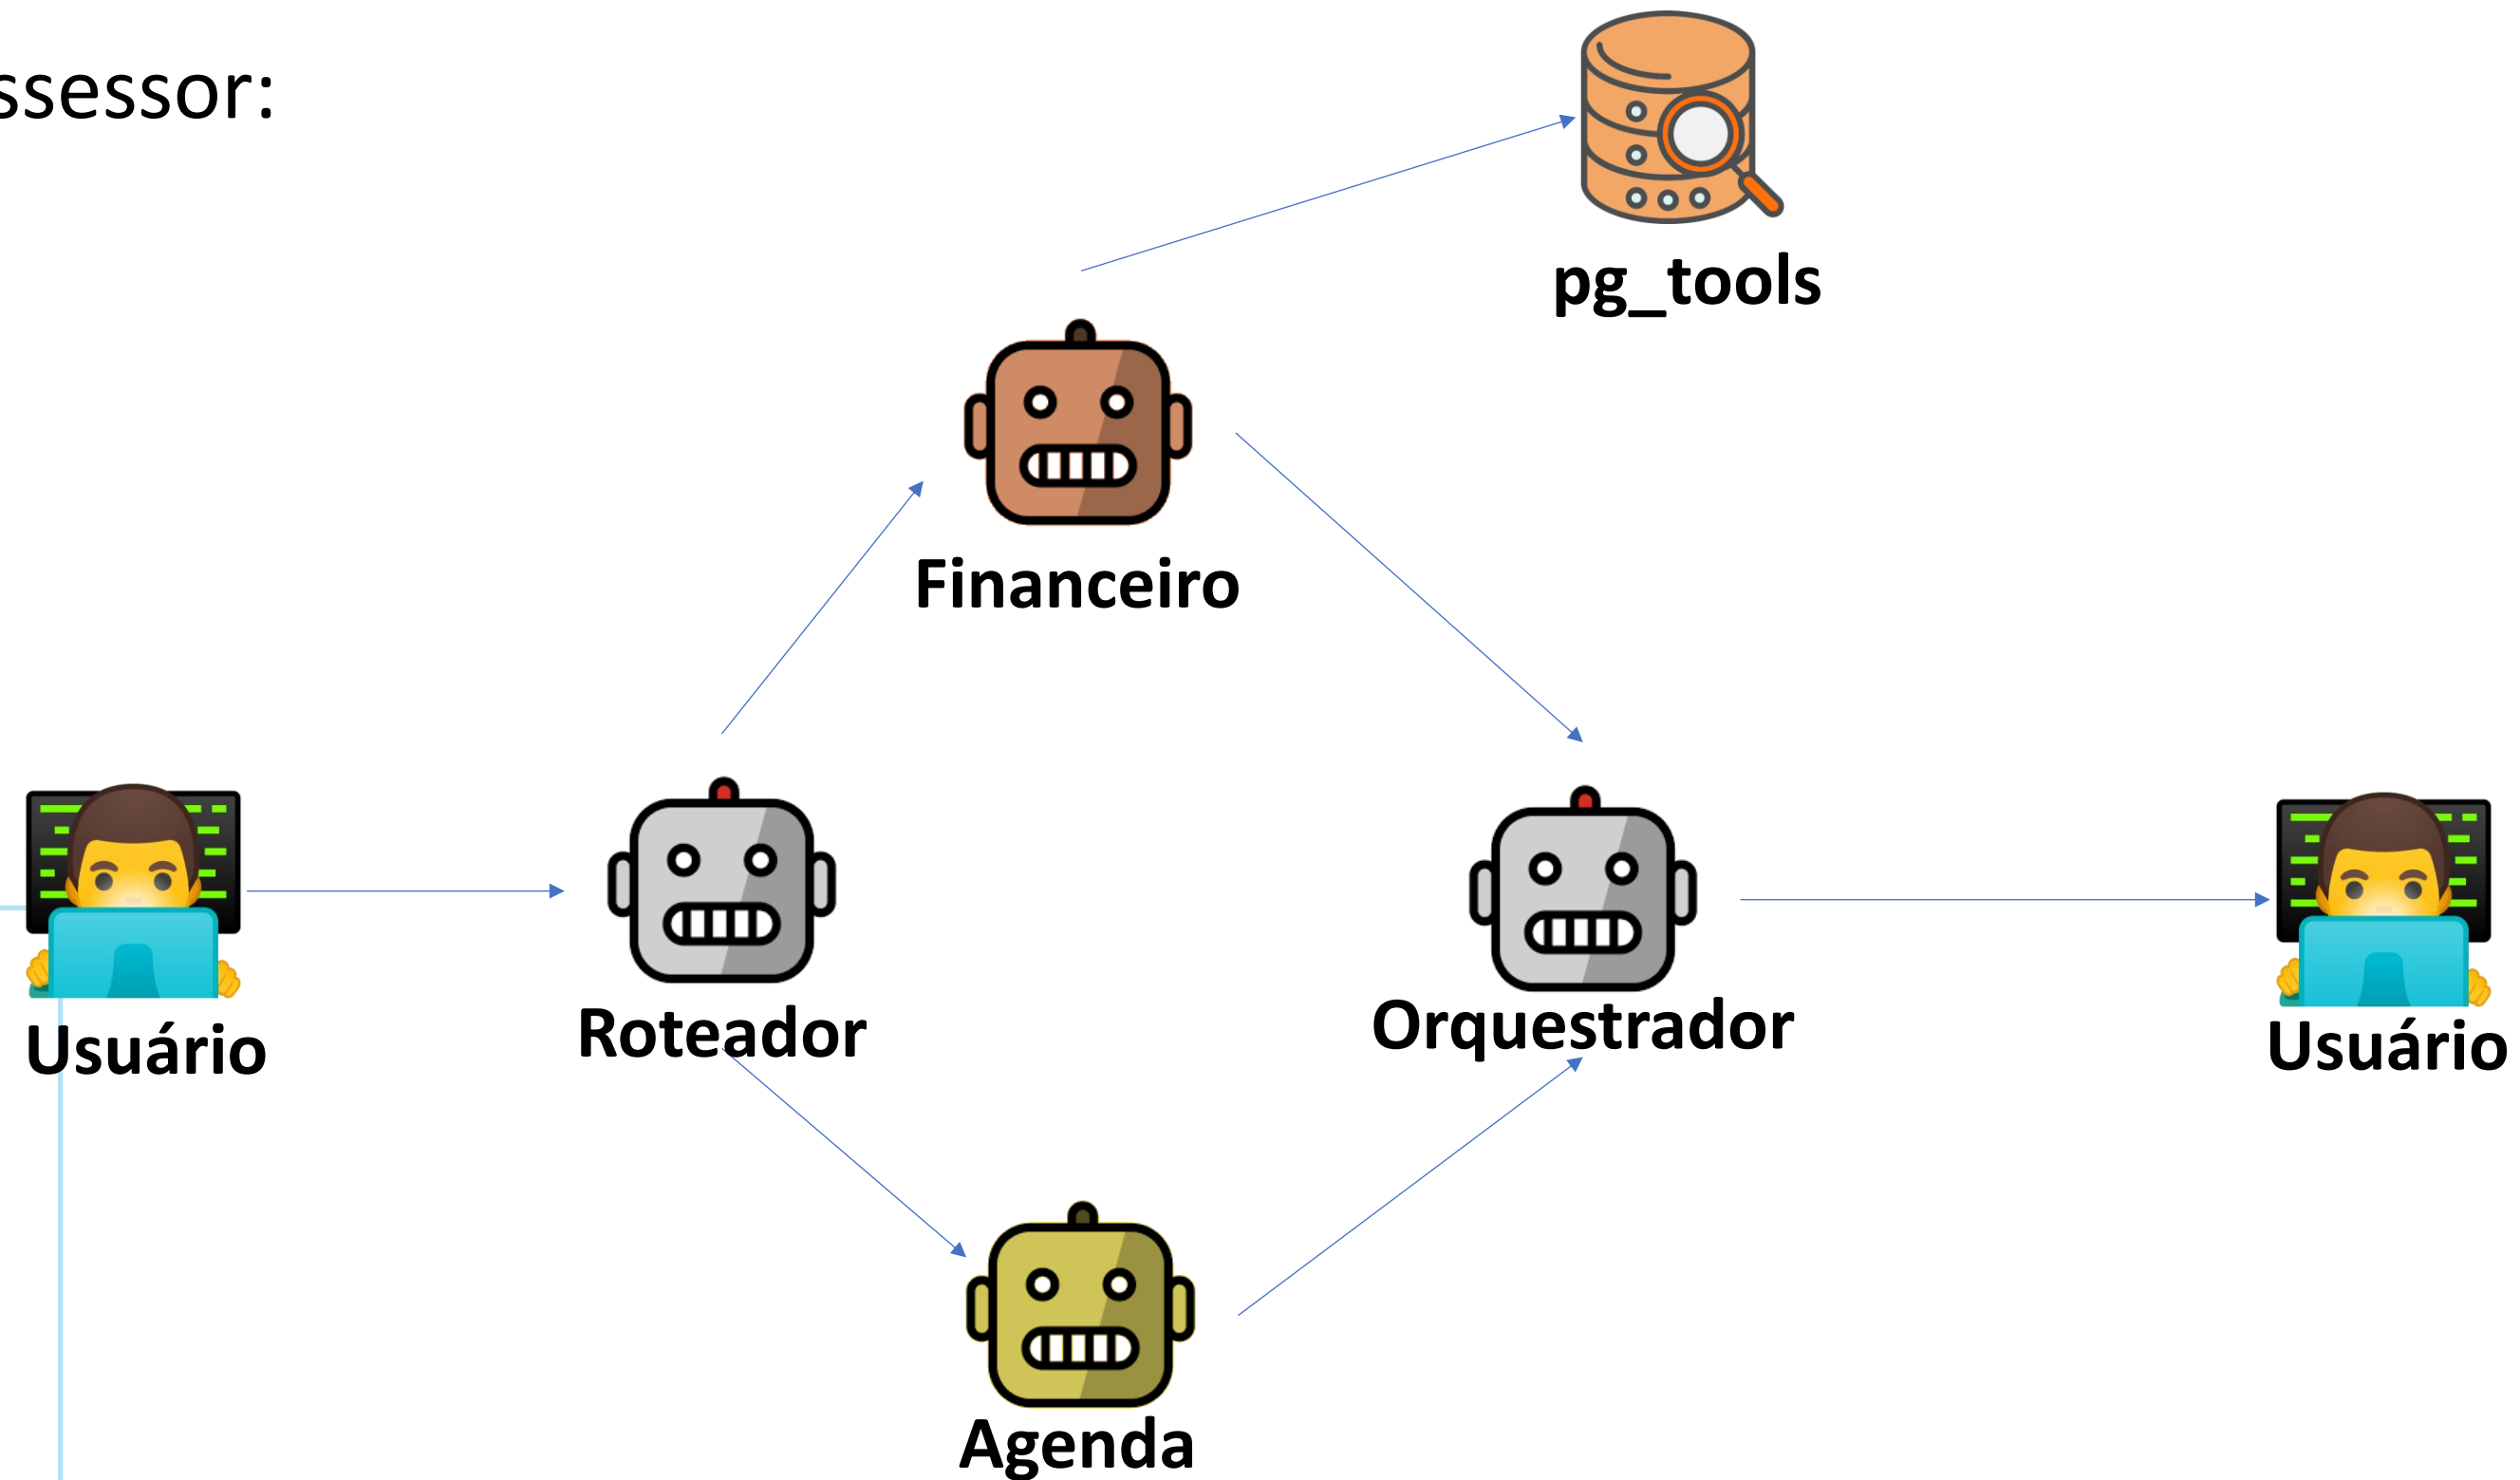 ssessor:
pg_tools
Financeiro
Usuário
Roteador
Orquestrador
Usuário
Agenda